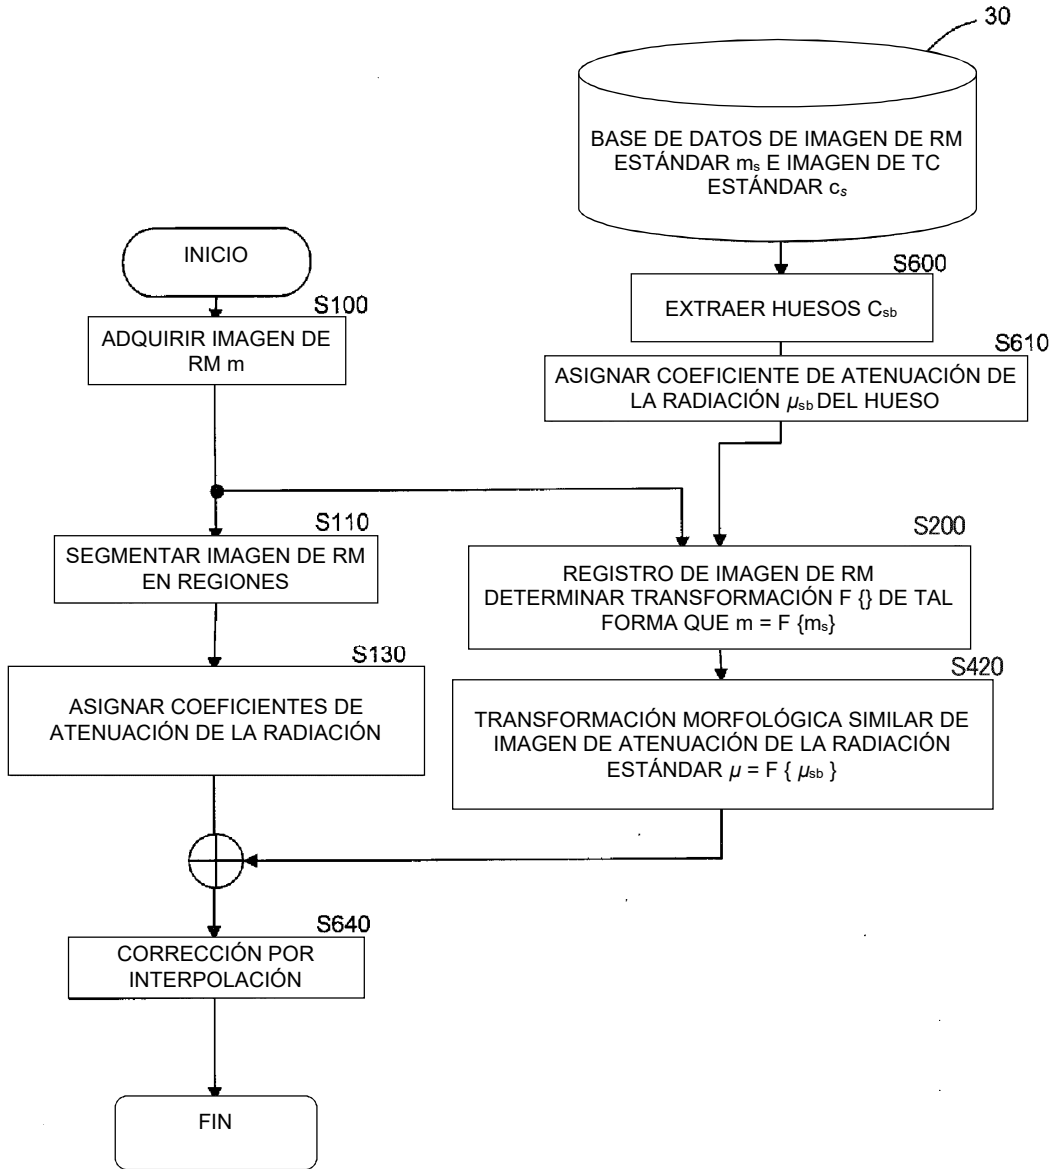 30
BASE DE DATOS DE IMAGEN DE RM
ESTÁNDAR mₛ E IMAGEN DE TC
ESTÁNDAR cₛ
INICIO
S100
ADQUIRIR IMAGEN DE
RM m
S600
EXTRAER HUESOS C_sb
S610
ASIGNAR COEFICIENTE DE ATENUACIÓN DE
LA RADIACIÓN μ_sb DEL HUESO
S110
SEGMENTAR IMAGEN DE RM
EN REGIONES
S200
REGISTRO DE IMAGEN DE RM
DETERMINAR TRANSFORMACIÓN F {} DE TAL
FORMA QUE m = F {mₛ}
S130
ASIGNAR COEFICIENTES DE
ATENUACIÓN DE LA RADIACIÓN
S420
TRANSFORMACIÓN MORFOLÓGICA SIMILAR DE
IMAGEN DE ATENUACIÓN DE LA RADIACIÓN
ESTÁNDAR μ = F { μ_sb }
S640
CORRECCIÓN POR
INTERPOLACIÓN
FIN